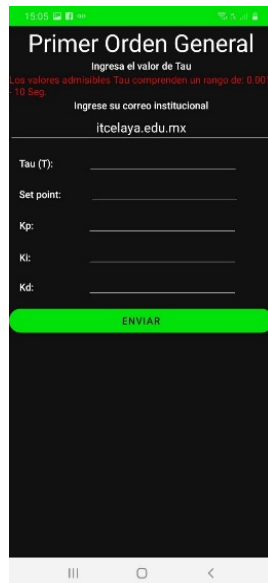 15:05
Primer Orden General
Ingresa el valor de Tau
Los valores admisibles Tau comprenden un rango de: 0.001
- 10 Seg.
Ingrese su correo institucional
itcelaya.edu.mx
Tau (T):
Set point:
Kp:
Ki:
Kd:
ENVIAR